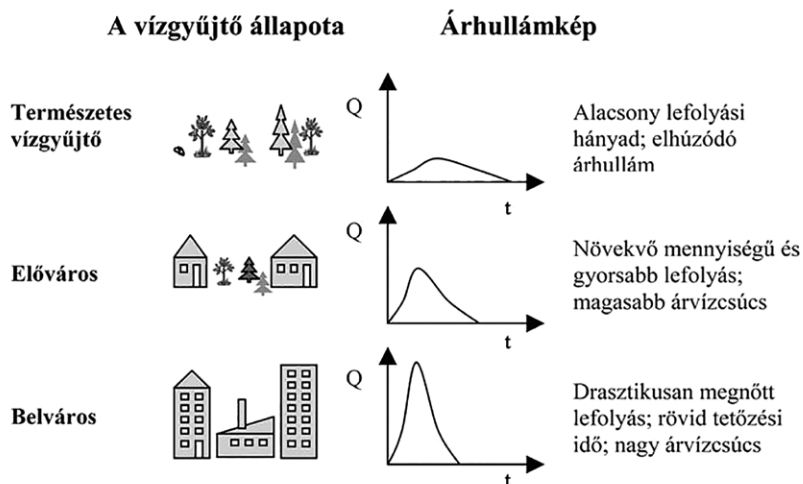 A vízgyűjtő állapota
Árhullámkép
Természetes
vízgyűjtő
Q
t
Alacsony lefolyási
hányad; elhúzódó
árhullám
Előváros
Q
t
Növekvő mennyiségű és
gyorsabb lefolyás;
magasabb árvízcsúcs
Belváros
Q
t
Drasztikusan megnőtt
lefolyás; rövid tetőzési
idő; nagy árvízcsúcs